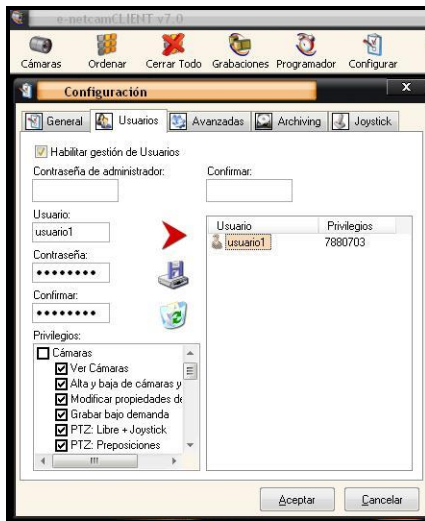 e-netcamCLIENT v7.0
Cámaras Ordenar Cerrar Todo Grabaciones Programador Configurar
Configuración X
General Usuarios Avanzadas Archiving Joystick
Habilitar gestión de Usuarios
Contraseña de administrador: Confirmar:
Usuario:
usuario1
Usuario Privilegios
usuario1 7880703
Contraseña:
••••••••
Confirmar:
••••••••
Privilegios:
Cámaras
Ver Cámaras
Alta y baja de cámaras y
Modificar propiedades de
Grabar bajo demanda
PTZ: Libre + Joystick
PTZ: Preposiciones
Aceptar Cancelar